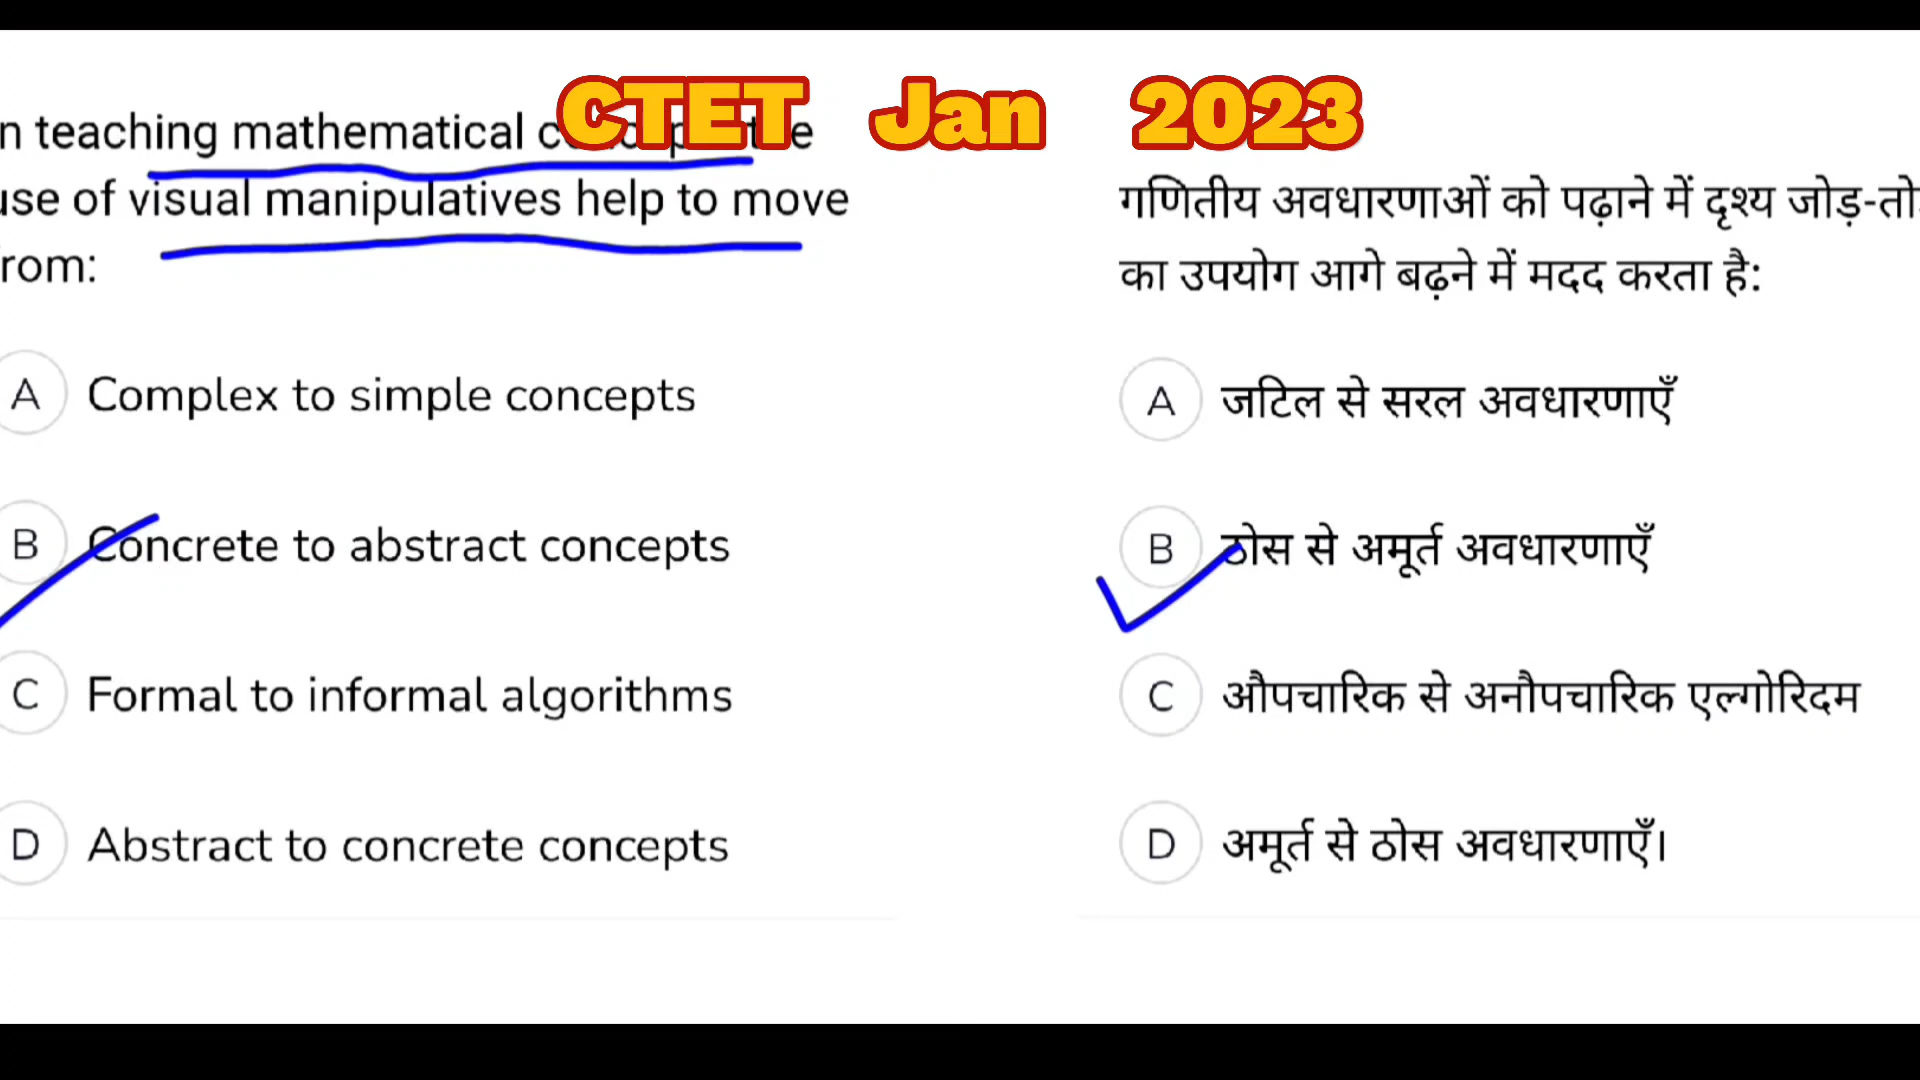 CTET Jan 2023
n teaching mathematical
use of visual manipulatives help to move
rom:
A Complex to simple concepts
B Concrete to abstract concepts
C Formal to informal algorithms
D Abstract to concrete concepts
गणितीय अवधारणाओं को पढ़ाने में दृश्य जोड़-तो
का उपयोग आगे बढ़ने में मदद करता है:
A जटिल से सरल अवधारणाएँ
B ठोस से अमूर्त अवधारणाएँ
C औपचारिक से अनौपचारिक एल्गोरिदम
D अमूर्त से ठोस अवधारणाएँ।